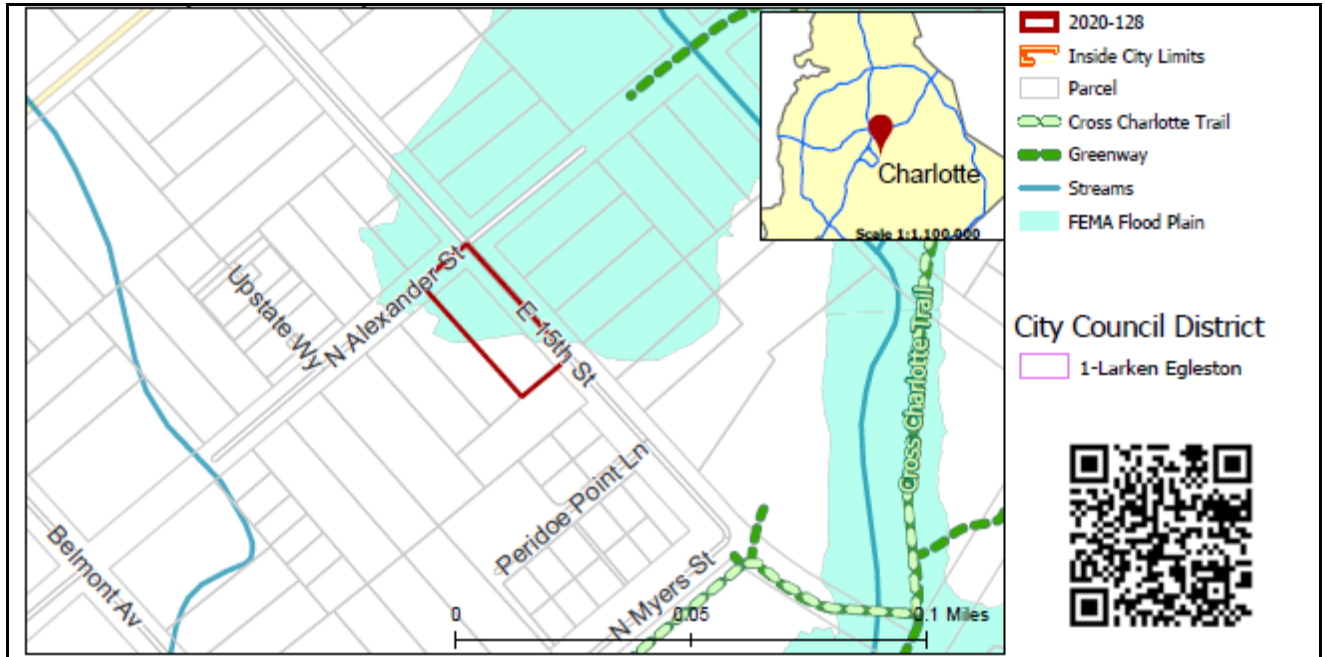 Charlotte
Scale 1:1,100,000
Upstate Wy
N Alexander St
E 15th St
Cross Charlotte Trail
Peridoe Point Ln
N Myers St
Belmont Av
0
0.05
0.1 Miles
2020-128
Inside City Limits
Parcel
Cross Charlotte Trail
Greenway
Streams
FEMA Flood Plain
City Council District
1-Larken Egleston